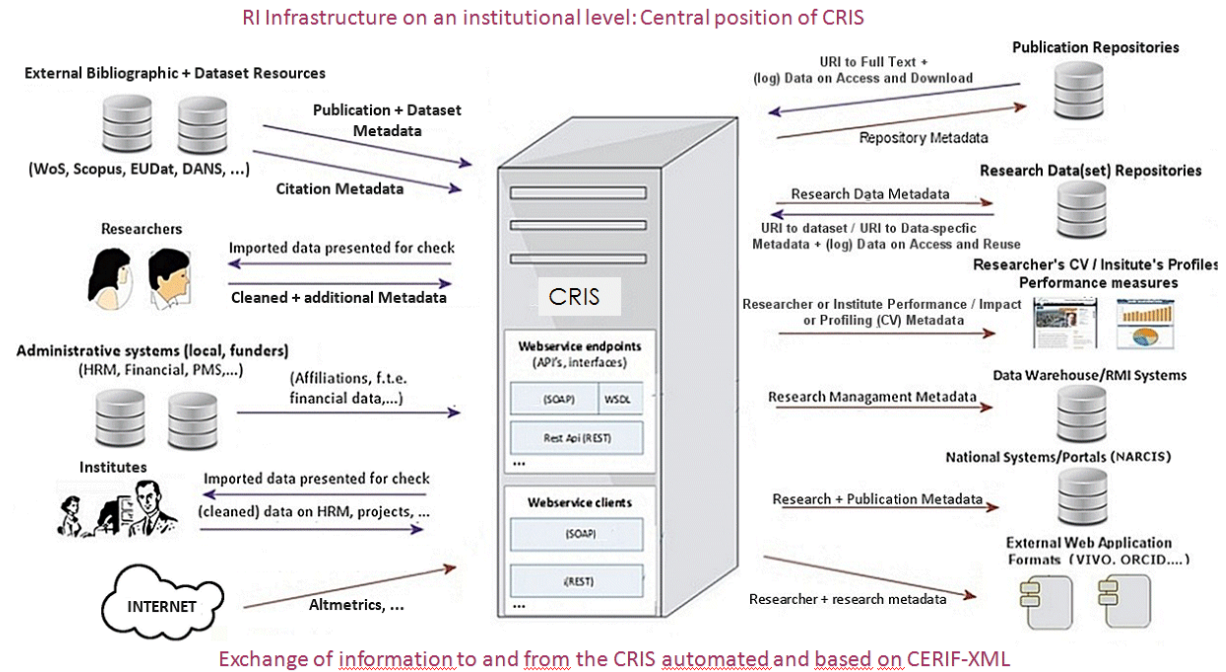 RI Infrastructure on an institutional level: Central position of CRIS
External Bibliographic + Dataset Resources
(WoS, Scopus, EUDat, DANS, ...)
Publication + Dataset
Metadata
Citation Metadata
Researchers
Imported data presented for check
Cleaned + additional Metadata
Administrative systems (local, funders)
(HRM, Financial, PMS,...)
(Affiliations, f.t.e.
financial data,...)
Institutes
Imported data presented for check
(cleaned) data on HRM, projects, ...
INTERNET
Altmetrics, ...
CRIS
Webservice endpoints
(API's, interfaces)
(SOAP)
WSDL
Rest Api (REST)
...
Webservice clients
(SOAP)
(REST)
...
Publication Repositories
URI to Full Text +
(log) Data on Access and Download
Repository Metadata
Research Data(set) Repositories
Research Data Metadata
URI to dataset / URI to Data-specfic
Metadata + (log) Data on Access and Reuse
Researcher's CV / Insitute's Profiles
Performance measures
Researcher or Institute Performance / Impact
or Profiling (CV) Metadata
Data Warehouse/RMI Systems
Research Managament Metadata
National Systems/Portals (NARCIS)
Research + Publication Metadata
External Web Application
Formats (VIVO, ORCID....)
Researcher + research metadata
Exchange of information to and from the CRIS automated and based on CERIF-XML